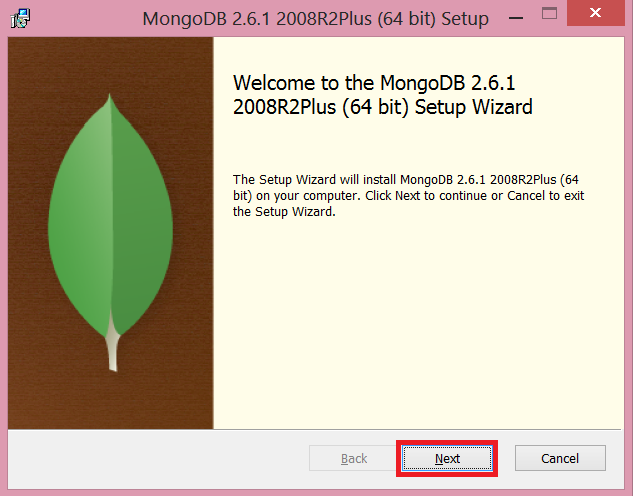 MongoDB 2.6.1 2008R2Plus (64 bit) Setup
Welcome to the MongoDB 2.6.1
2008R2Plus (64 bit) Setup Wizard
The Setup Wizard will install MongoDB 2.6.1 2008R2Plus (64
bit) on your computer. Click Next to continue or Cancel to exit
the Setup Wizard.
Back Next Cancel